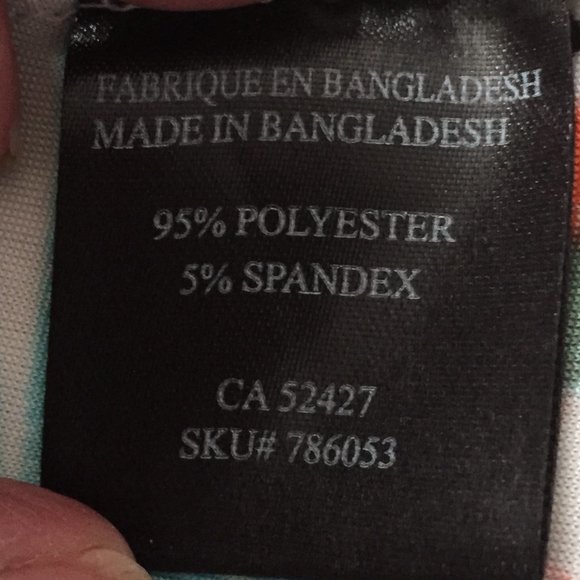 FABRIQUE EN BANGLADESH
MADE IN BANGLADESH
95% POLYESTER
5% SPANDEX
CA 52427
SKU# 786053